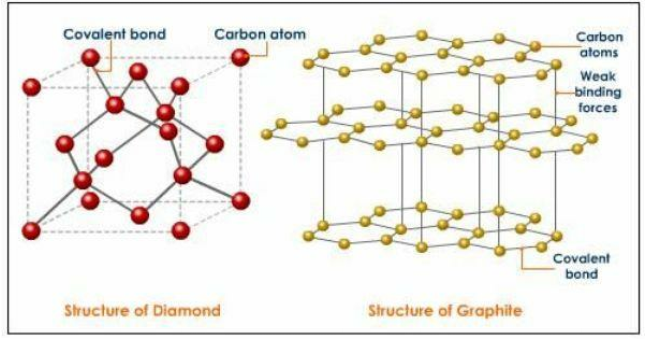 Covalent bond
Carbon atom
Carbon
atoms
Weak
binding
forces
Covalent
bond
Structure of Diamond
Structure of Graphite